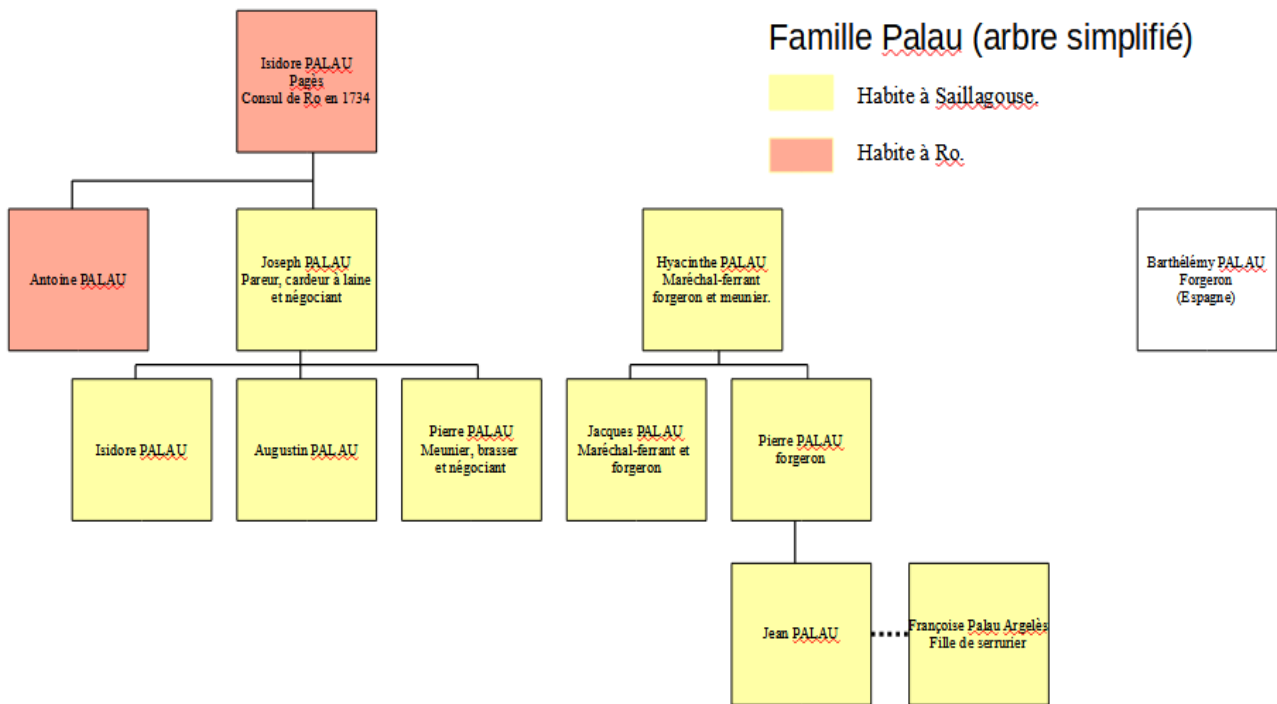 Famille Palau (arbre simplifié)
Habite à Saillagouse.
Habite à Ro.
Isidore PALAU
Pagès
Consul de Ro en 1734
Antoine PALAU
Joseph PALAU
Pareur, cardeur à laine
et négociant
Hyacinthe PALAU
Maréchal-ferrant
forgeron et meunier.
Barthélémy PALAU
Forgeron
(Espagne)
Isidore PALAU
Augustin PALAU
Pierre PALAU
Meunier, brasser
et négociant
Jacques PALAU
Maréchal-ferrant et
forgeron
Pierre PALAU
forgeron
Jean PALAU
Françoise Palau Argelès
Fille de serrurier